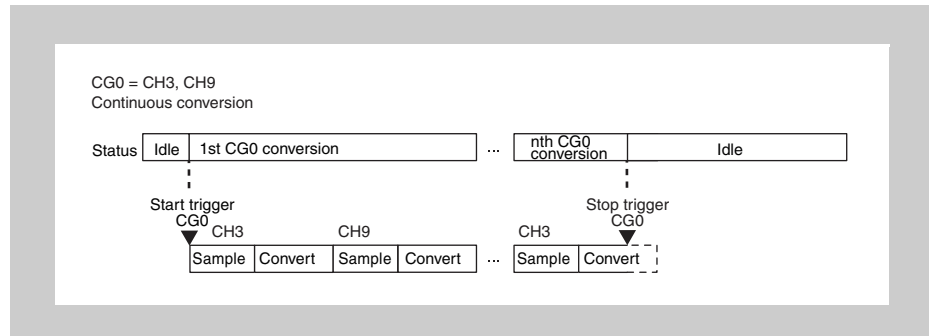 CG0 = CH3, CH9
Continuous conversion
Status Idle 1st CG0 conversion ... nth CG0 conversion Idle
Start trigger CG0
Stop trigger CG0
CH3 CH9 CH3
Sample Convert Sample Convert ... Sample Convert